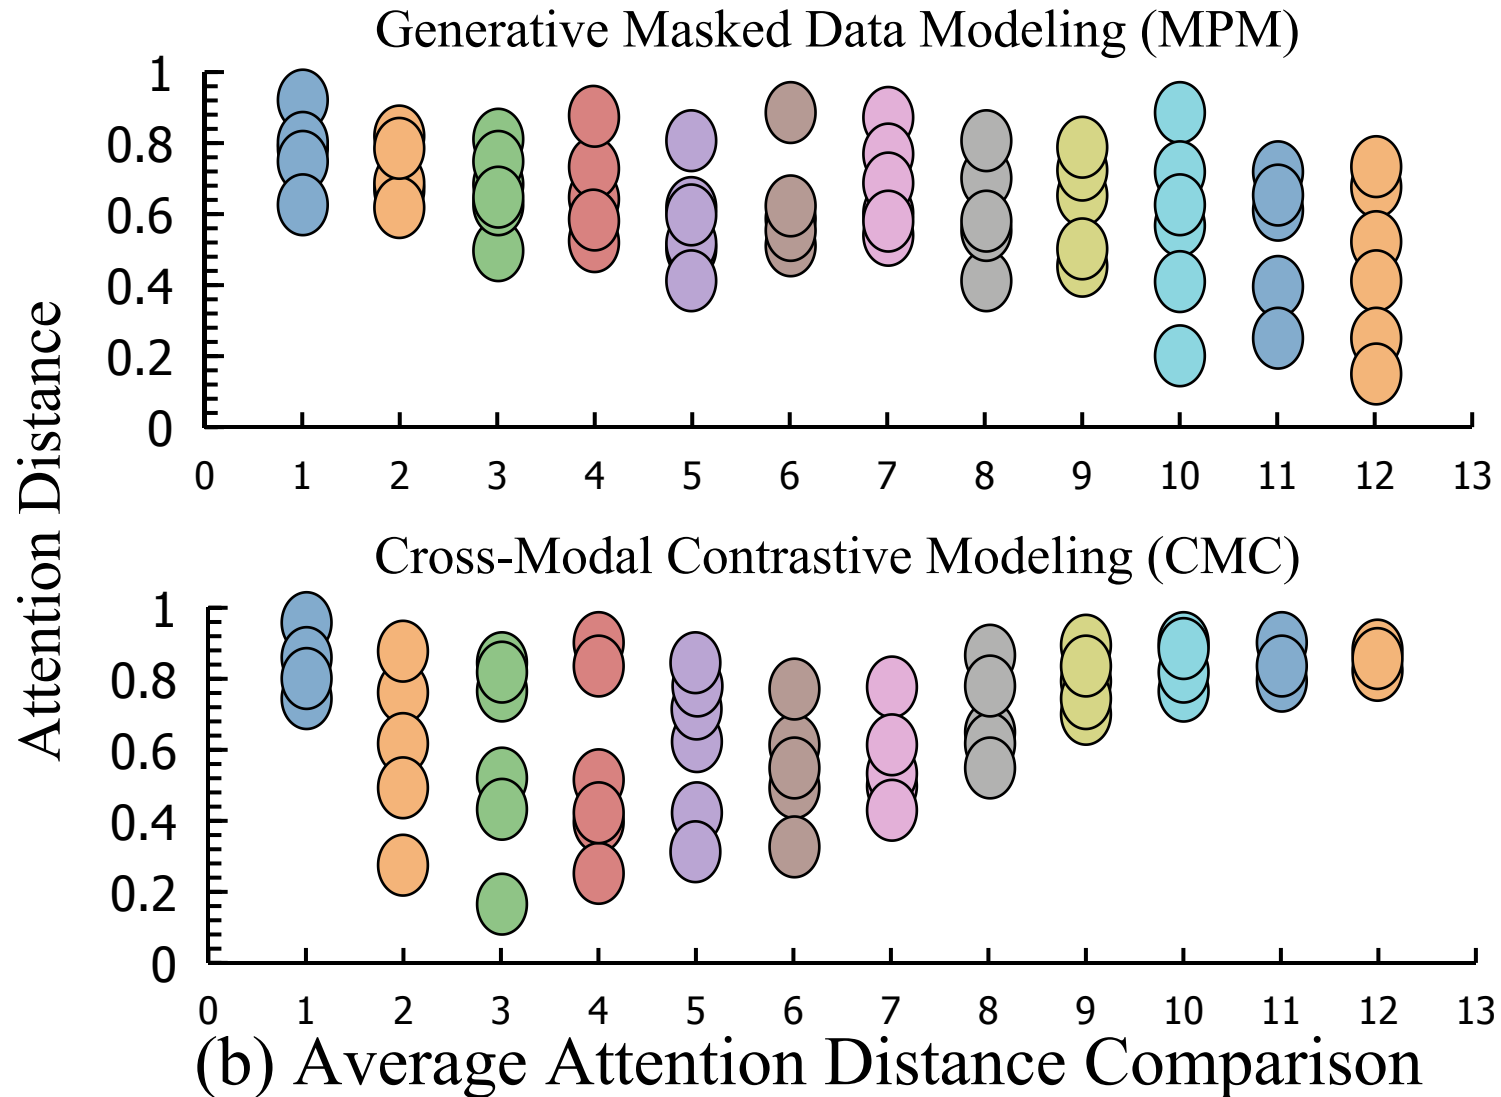 Generative Masked Data Modeling (MPM)
1
0.8
0.6
0.4
0.2
0
0 1 2 3 4 5 6 7 8 9 10 11 12 13
Attention Distance
Cross-Modal Contrastive Modeling (CMC)
1
0.8
0.6
0.4
0.2
0
0 1 2 3 4 5 6 7 8 9 10 11 12 13
(b) Average Attention Distance Comparison